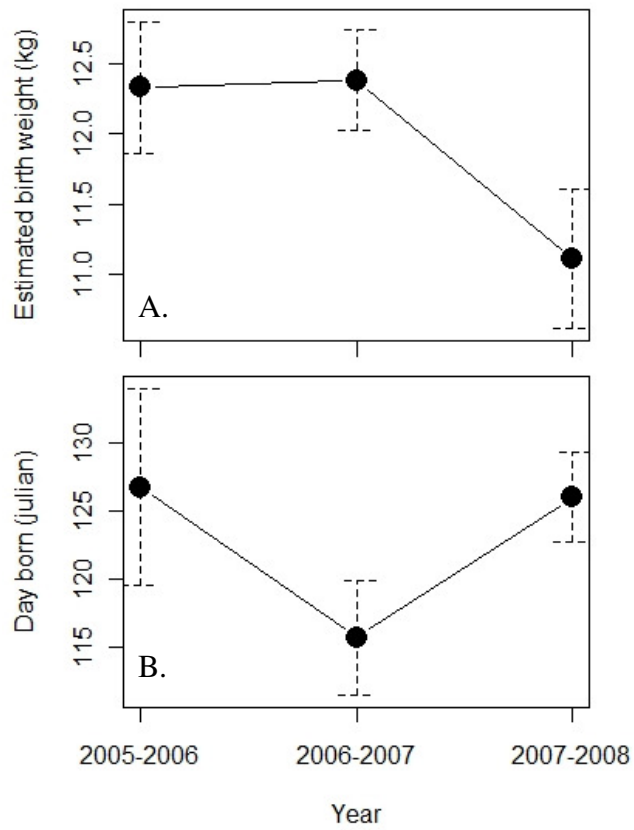 Estimated birth weight (kg)
12.5
12.0
11.5
11.0
A.
Day born (julian)
130
125
120
115
B.
2005-2006 2006-2007 2007-2008
Year